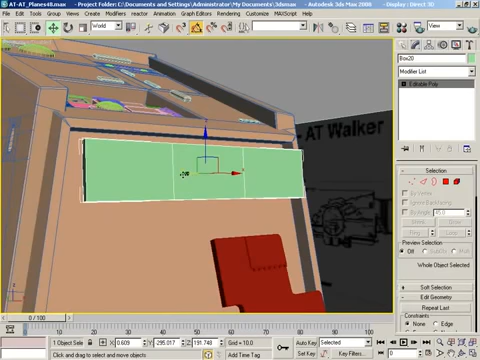 AT-AT_Planes48.max - Project Folder: C:\Documents and Settings\Administrator\My Documents\3dsmax - Autodesk 3ds Max 2008 - Display : Direct 3D
File Edit Tools Group Views Create Modifiers Animation Graph Editors Rendering Customize MAXScript Help
World
View
AT Walker
Box20
Modifier List
Editable Poly
Selection
By Vertex
Ignore Backfacing
By Angle: 45.0
Shrink Grow
Ring Loop
Preview Selection
Off SubObj Multi
Whole Object Selected
Soft Selection
Edit Geometry
Repeat Last
Constraints
None Edge
0 / 100
0 10 20 30 40 50 60 70 80 90 100
1 Object Sele X: 0.609 Y: -295.017 Z: 191.748 Grid = 10.0
Auto Key Selected
Click and drag to select and move objects
Add Time Tag
Set Key Key Filters...